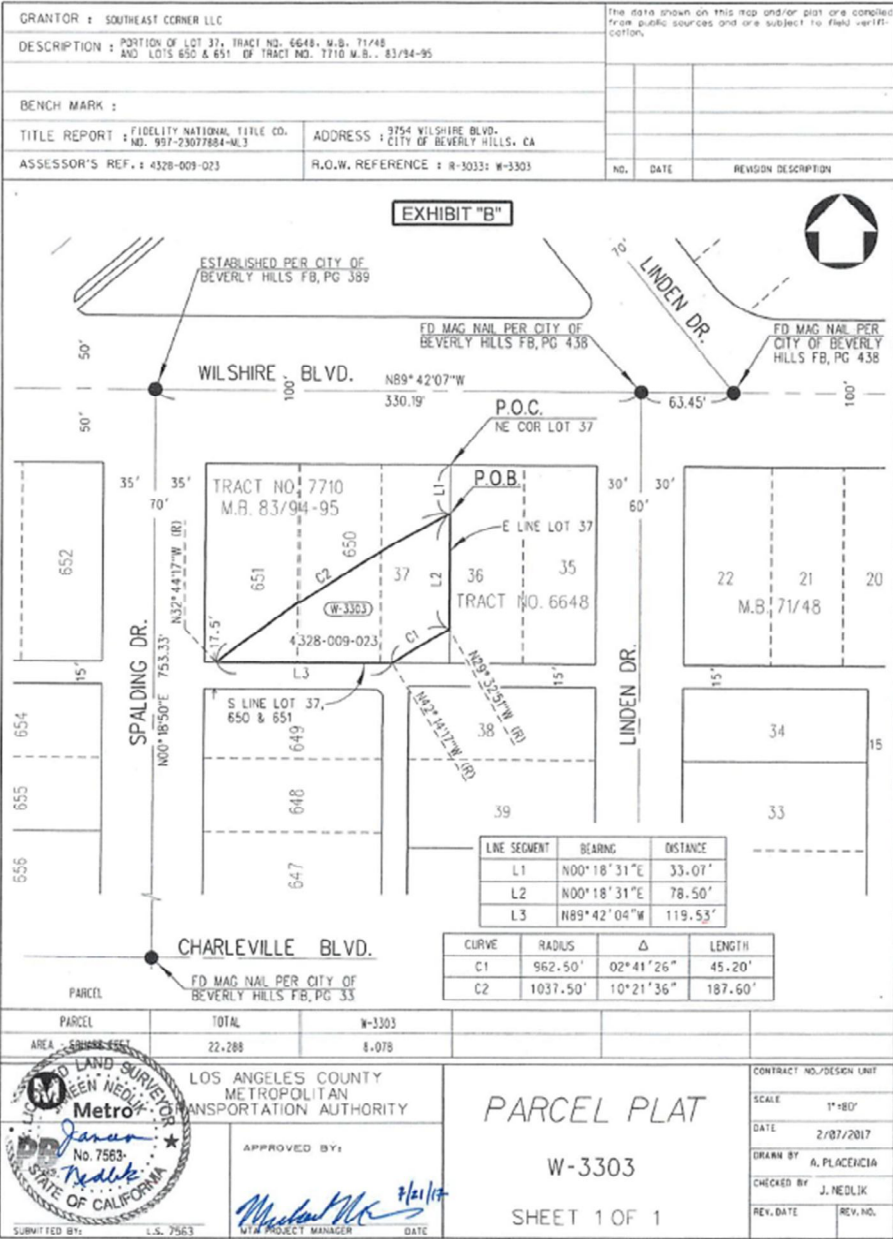 GRANTOR : SOUTHEAST CORNER LLC
DESCRIPTION : PORTION OF LOT 37, TRACT NO. 6648, M.B. 71/48
AND LOTS 650 & 651 OF TRACT NO. 7710 M.B., 83/94-95
BENCH MARK :
TITLE REPORT : FIDELITY NATIONAL TITLE CO.
NO. 997-23077884-ML3
ADDRESS : 9754 WILSHIRE BLVD.
CITY OF BEVERLY HILLS, CA
ASSESSOR'S REF. : 4328-009-023
R.O.W. REFERENCE : R-3033; W-3303
The data shown on this map and/or plat are compiled
from public sources and are subject to field verifi-
cation.
NO. DATE REVISION DESCRIPTION
EXHIBIT "B"
ESTABLISHED PER CITY OF
BEVERLY HILLS FB, PG 389
70'
LINDEN DR.
FD MAG NAIL PER CITY OF
BEVERLY HILLS FB, PG 438
FD MAG NAIL PER
CITY OF BEVERLY
HILLS FB, PG 438
50'
50'
WILSHIRE BLVD.
100'
N89°42'07"W
330.19'
63.45'
100'
P.O.C.
NE COR LOT 37
P.O.B.
L1
E LINE LOT 37
35' 35'
70'
30' 30'
60'
TRACT NO. 7710
M.B. 83/94-95
652
651
650
37
36
35
TRACT NO. 6648
22
21
20
M.B. 71/48
C2
L2
W-3303
4328-009-023
C1
L3
17.5'
N32°44'17"W (R)
N29°32'51"W (R)
N42°14'17"W (R)
15'
15'
15'
15
S LINE LOT 37,
650 & 651
SPALDING DR.
N00°18'50"E 753.33'
LINDEN DR.
654
655
656
649
648
647
38
39
34
33
LINE SEGMENT BEARING DISTANCE
L1 N00°18'31"E 33.07'
L2 N00°18'31"E 78.50'
L3 N89°42'04"W 119.53'
CURVE RADIUS Δ LENGTH
C1 962.50' 02°41'26" 45.20'
C2 1037.50' 10°21'36" 187.60'
CHARLEVILLE BLVD.
FD MAG NAIL PER CITY OF
BEVERLY HILLS FB, PG 33
PARCEL
PARCEL TOTAL W-3303
AREA - SQUARE FEET 22,288 8,078
LAND SURVEYOR
NEDLIK
No. 7563
STATE OF CALIFORNIA
Metro
Janeen
Nedlik
SUBMITTED BY: L.S. 7563
LOS ANGELES COUNTY
METROPOLITAN
TRANSPORTATION AUTHORITY
APPROVED BY:
7/21/17
MTA PROJECT MANAGER DATE
PARCEL PLAT
W-3303
SHEET 1 OF 1
CONTRACT NO./DESIGN UNIT
SCALE 1"=80'
DATE 2/07/2017
DRAWN BY A. PLACENCIA
CHECKED BY J. NEDLIK
REV. DATE REV. NO.